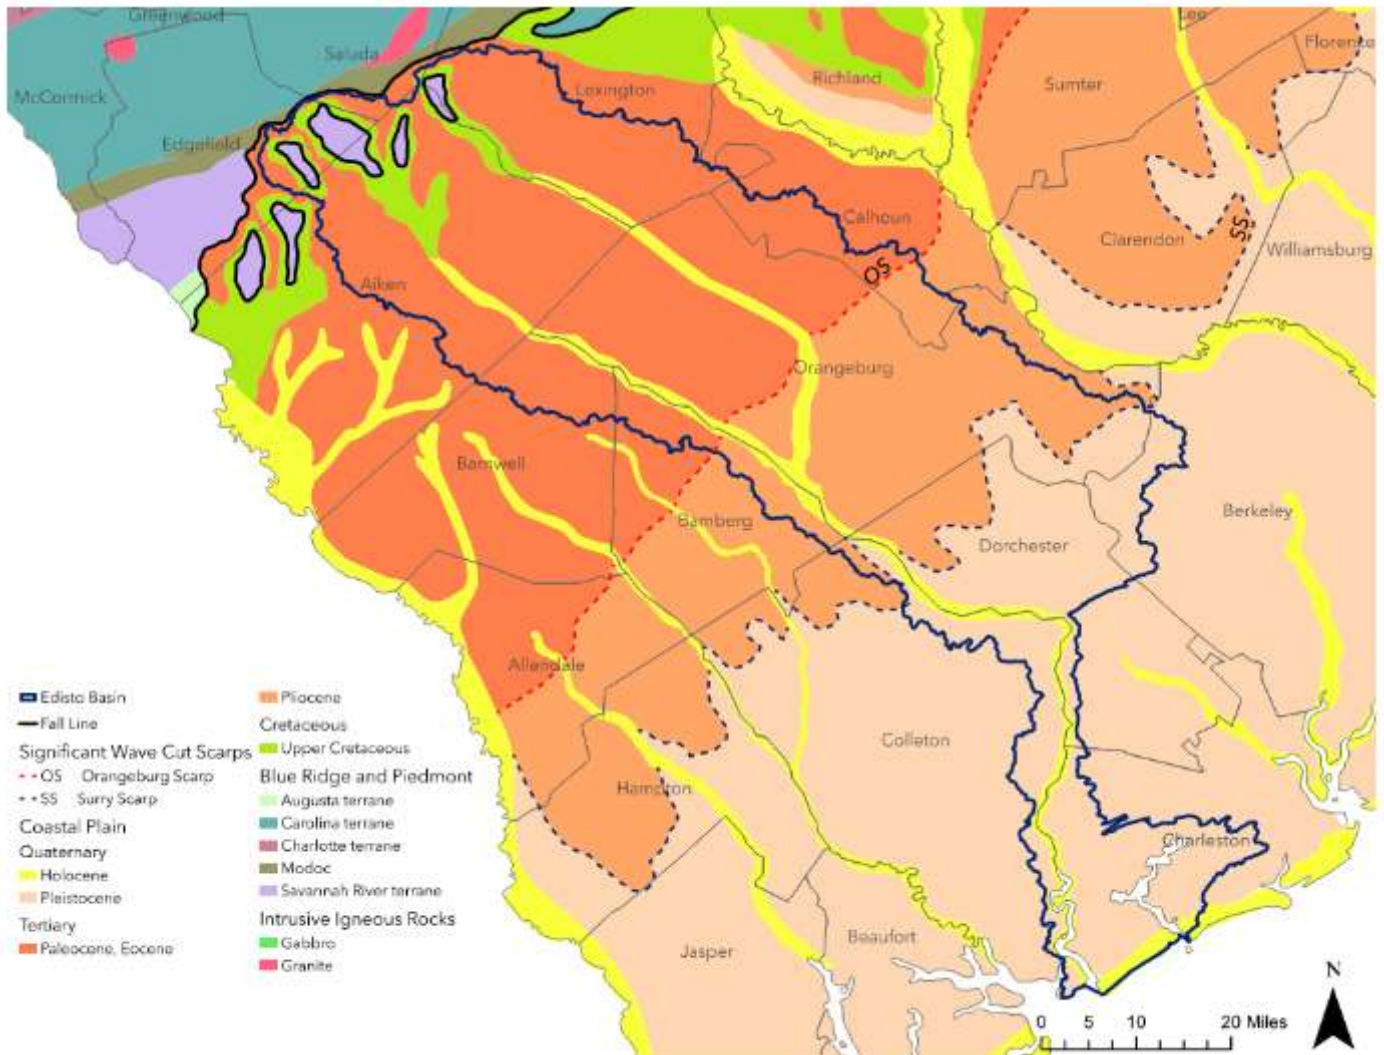 Greenwood
Lee
Florence
Saluda
Richland
Sumter
McCormick
Lexington
Edgefield
Calhoun
Clarendon
SS
Williamsburg
OS
Aiken
Orangeburg
Barnwell
Bamberg
Berkeley
Dorchester
Allendale
Colleton
Hampton
Charleston
Jasper
Beaufort
Edisto Basin
Fall Line
Significant Wave Cut Scarps
OS Orangeburg Scarp
SS Surry Scarp
Coastal Plain
Quaternary
Holocene
Pleistocene
Tertiary
Paleocene, Eocene
Pliocene
Cretaceous
Upper Cretaceous
Blue Ridge and Piedmont
Augusta terrane
Carolina terrane
Charlotte terrane
Modoc
Savannah River terrane
Intrusive Igneous Rocks
Gabbro
Granite
N
0 5 10 20 Miles